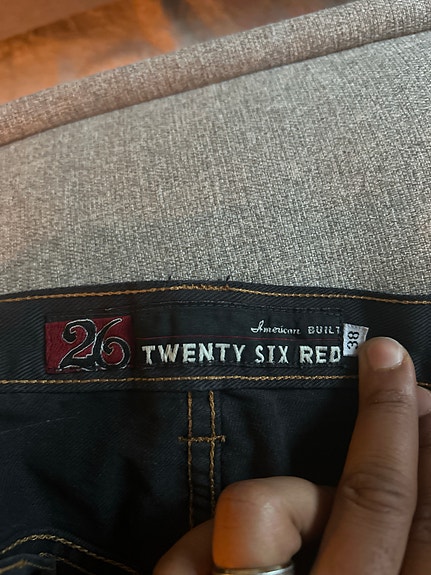 American BUILT
26 TWENTY SIX RED 38